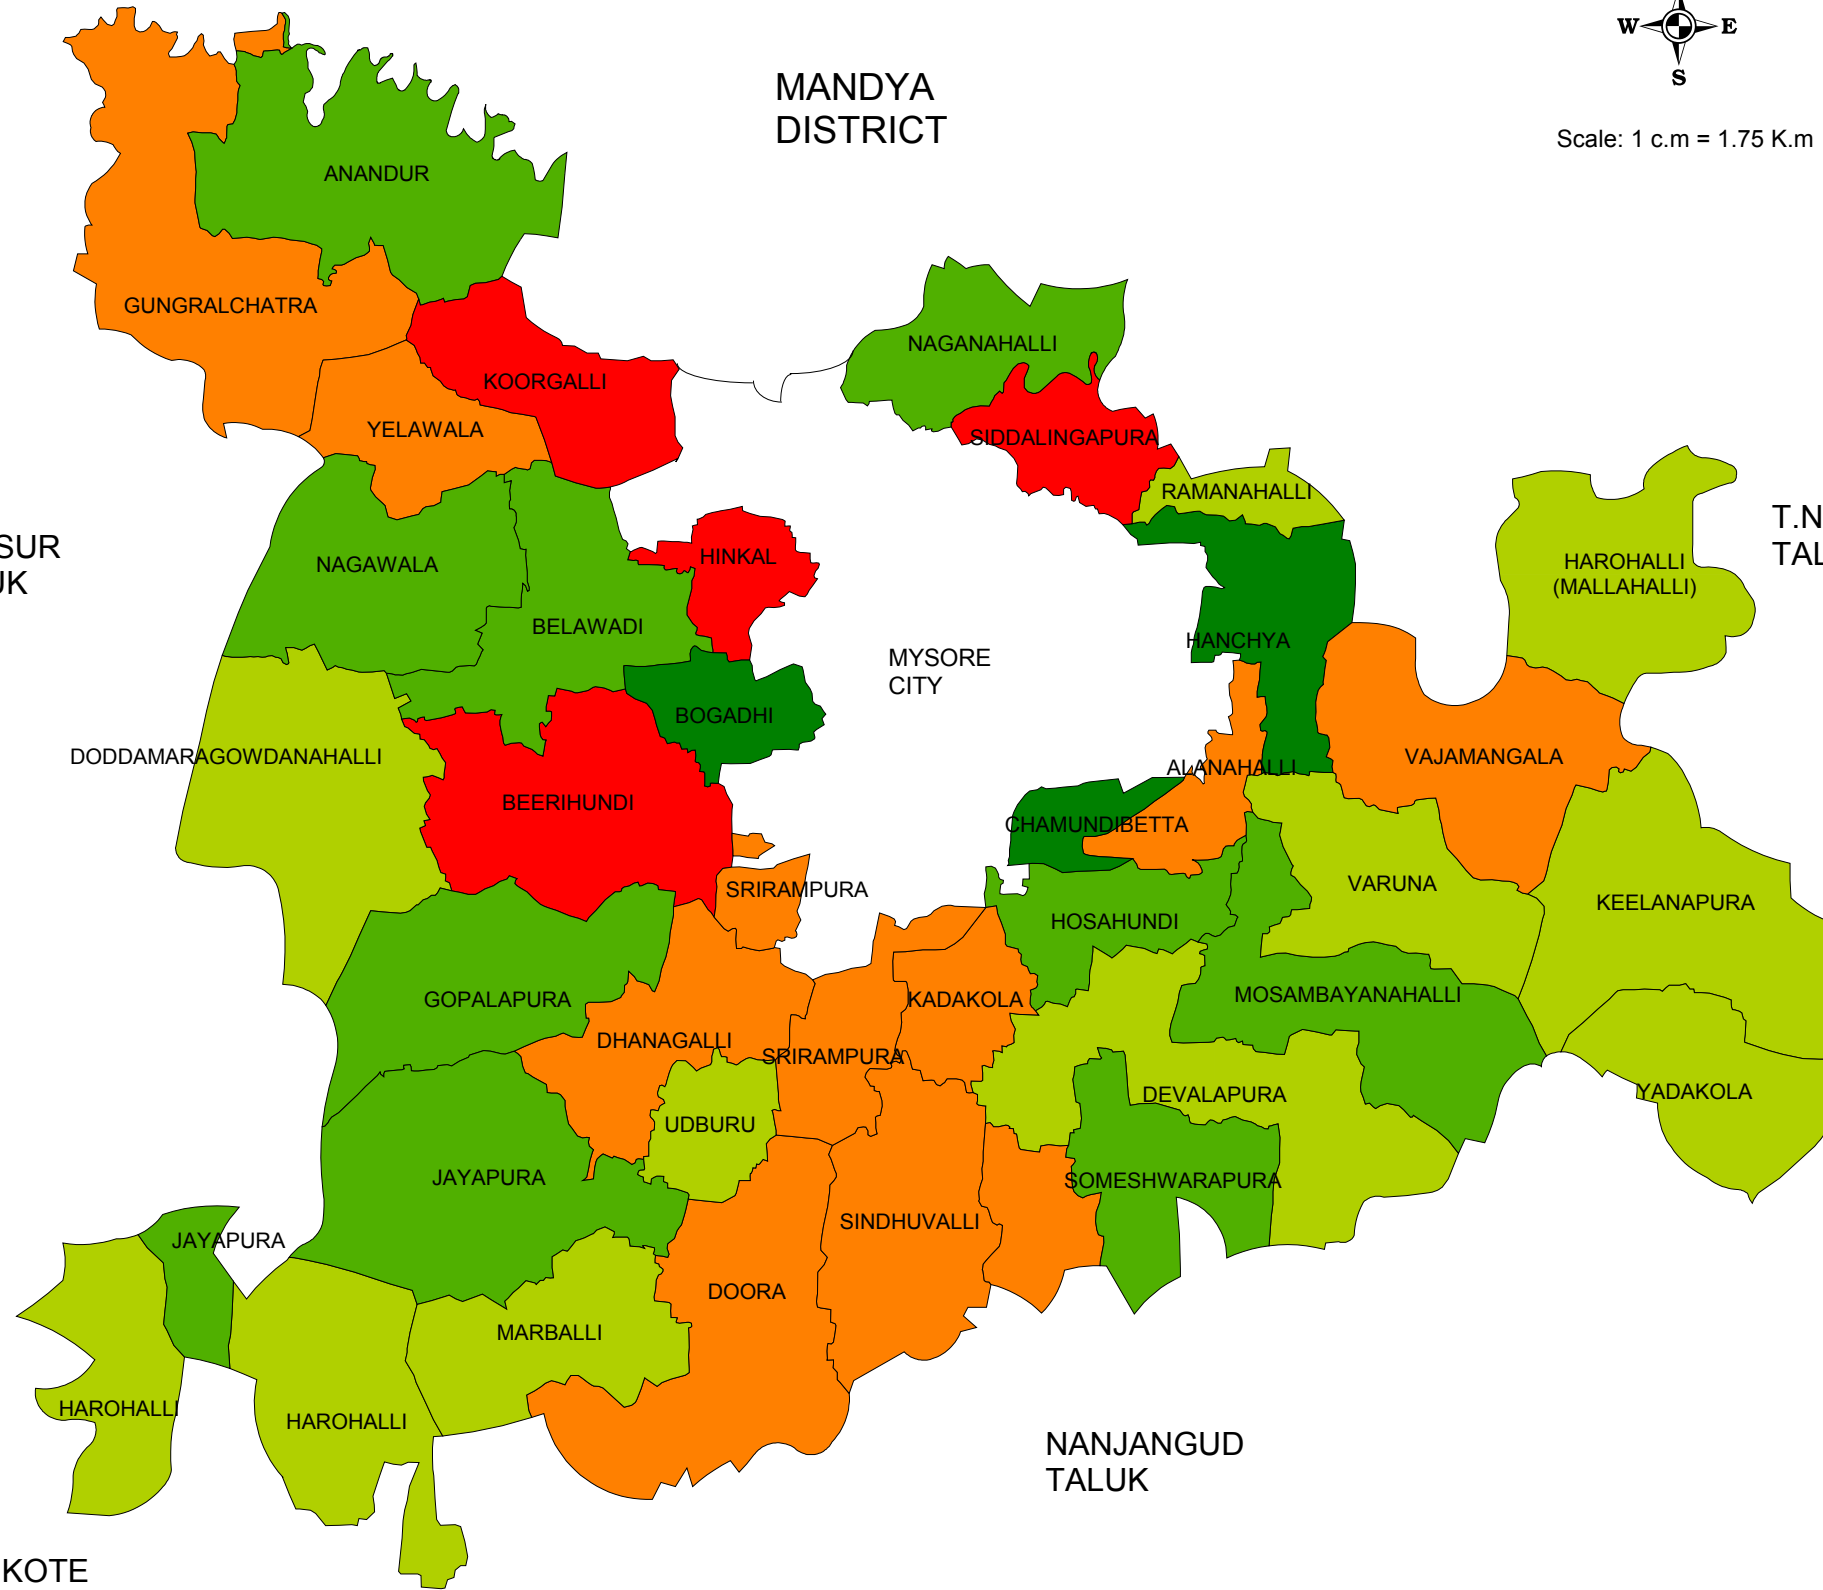 W E
S
MANDYA
DISTRICT
Scale: 1 c.m = 1.75 K.m
ANANDUR
GUNGRALCHATRA
NAGANAHALLI
KOORGALLI
YELAWALA
SIDDALINGAPURA
RAMANAHALLI
T.N
TAL
SUR
UK
HAROHALLI
(MALLAHALLI)
NAGAWALA
HINKAL
BELAWADI
HANCHYA
MYSORE
CITY
BOGADHI
DODDAMARAGOWDANAHALLI
ALANAHALLI
VAJAMANGALA
BEERIHUNDI
CHAMUNDIBETTA
SRIRAMPURA
VARUNA
KEELANAPURA
HOSAHUNDI
GOPALAPURA
KADAKOLA
MOSAMBAYANAHALLI
DHANAGALLI
SRIRAMPURA
DEVALAPURA
YADAKOLA
UDBURU
JAYAPURA
SOMESHWARAPURA
SINDHUVALLI
JAYAPURA
DOORA
MARBALLI
HAROHALLI
HAROHALLI
NANJANGUD
TALUK
KOTE